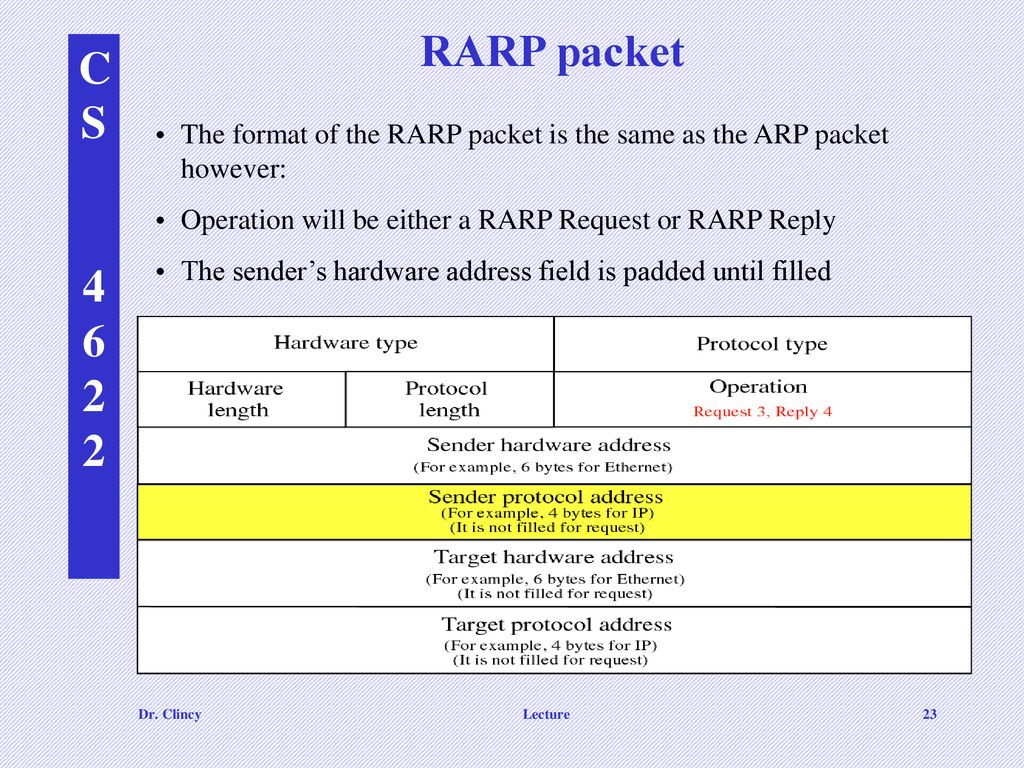 RARP packet
C
S
4
6
2
2
• The format of the RARP packet is the same as the ARP packet
however:
• Operation will be either a RARP Request or RARP Reply
• The sender’s hardware address field is padded until filled
Hardware type
Protocol type
Hardware
length
Protocol
length
Operation
Request 3, Reply 4
Sender hardware address
(For example, 6 bytes for Ethernet)
Sender protocol address
(For example, 4 bytes for IP)
(It is not filled for request)
Target hardware address
(For example, 6 bytes for Ethernet)
(It is not filled for request)
Target protocol address
(For example, 4 bytes for IP)
(It is not filled for request)
Dr. Clincy
Lecture
23